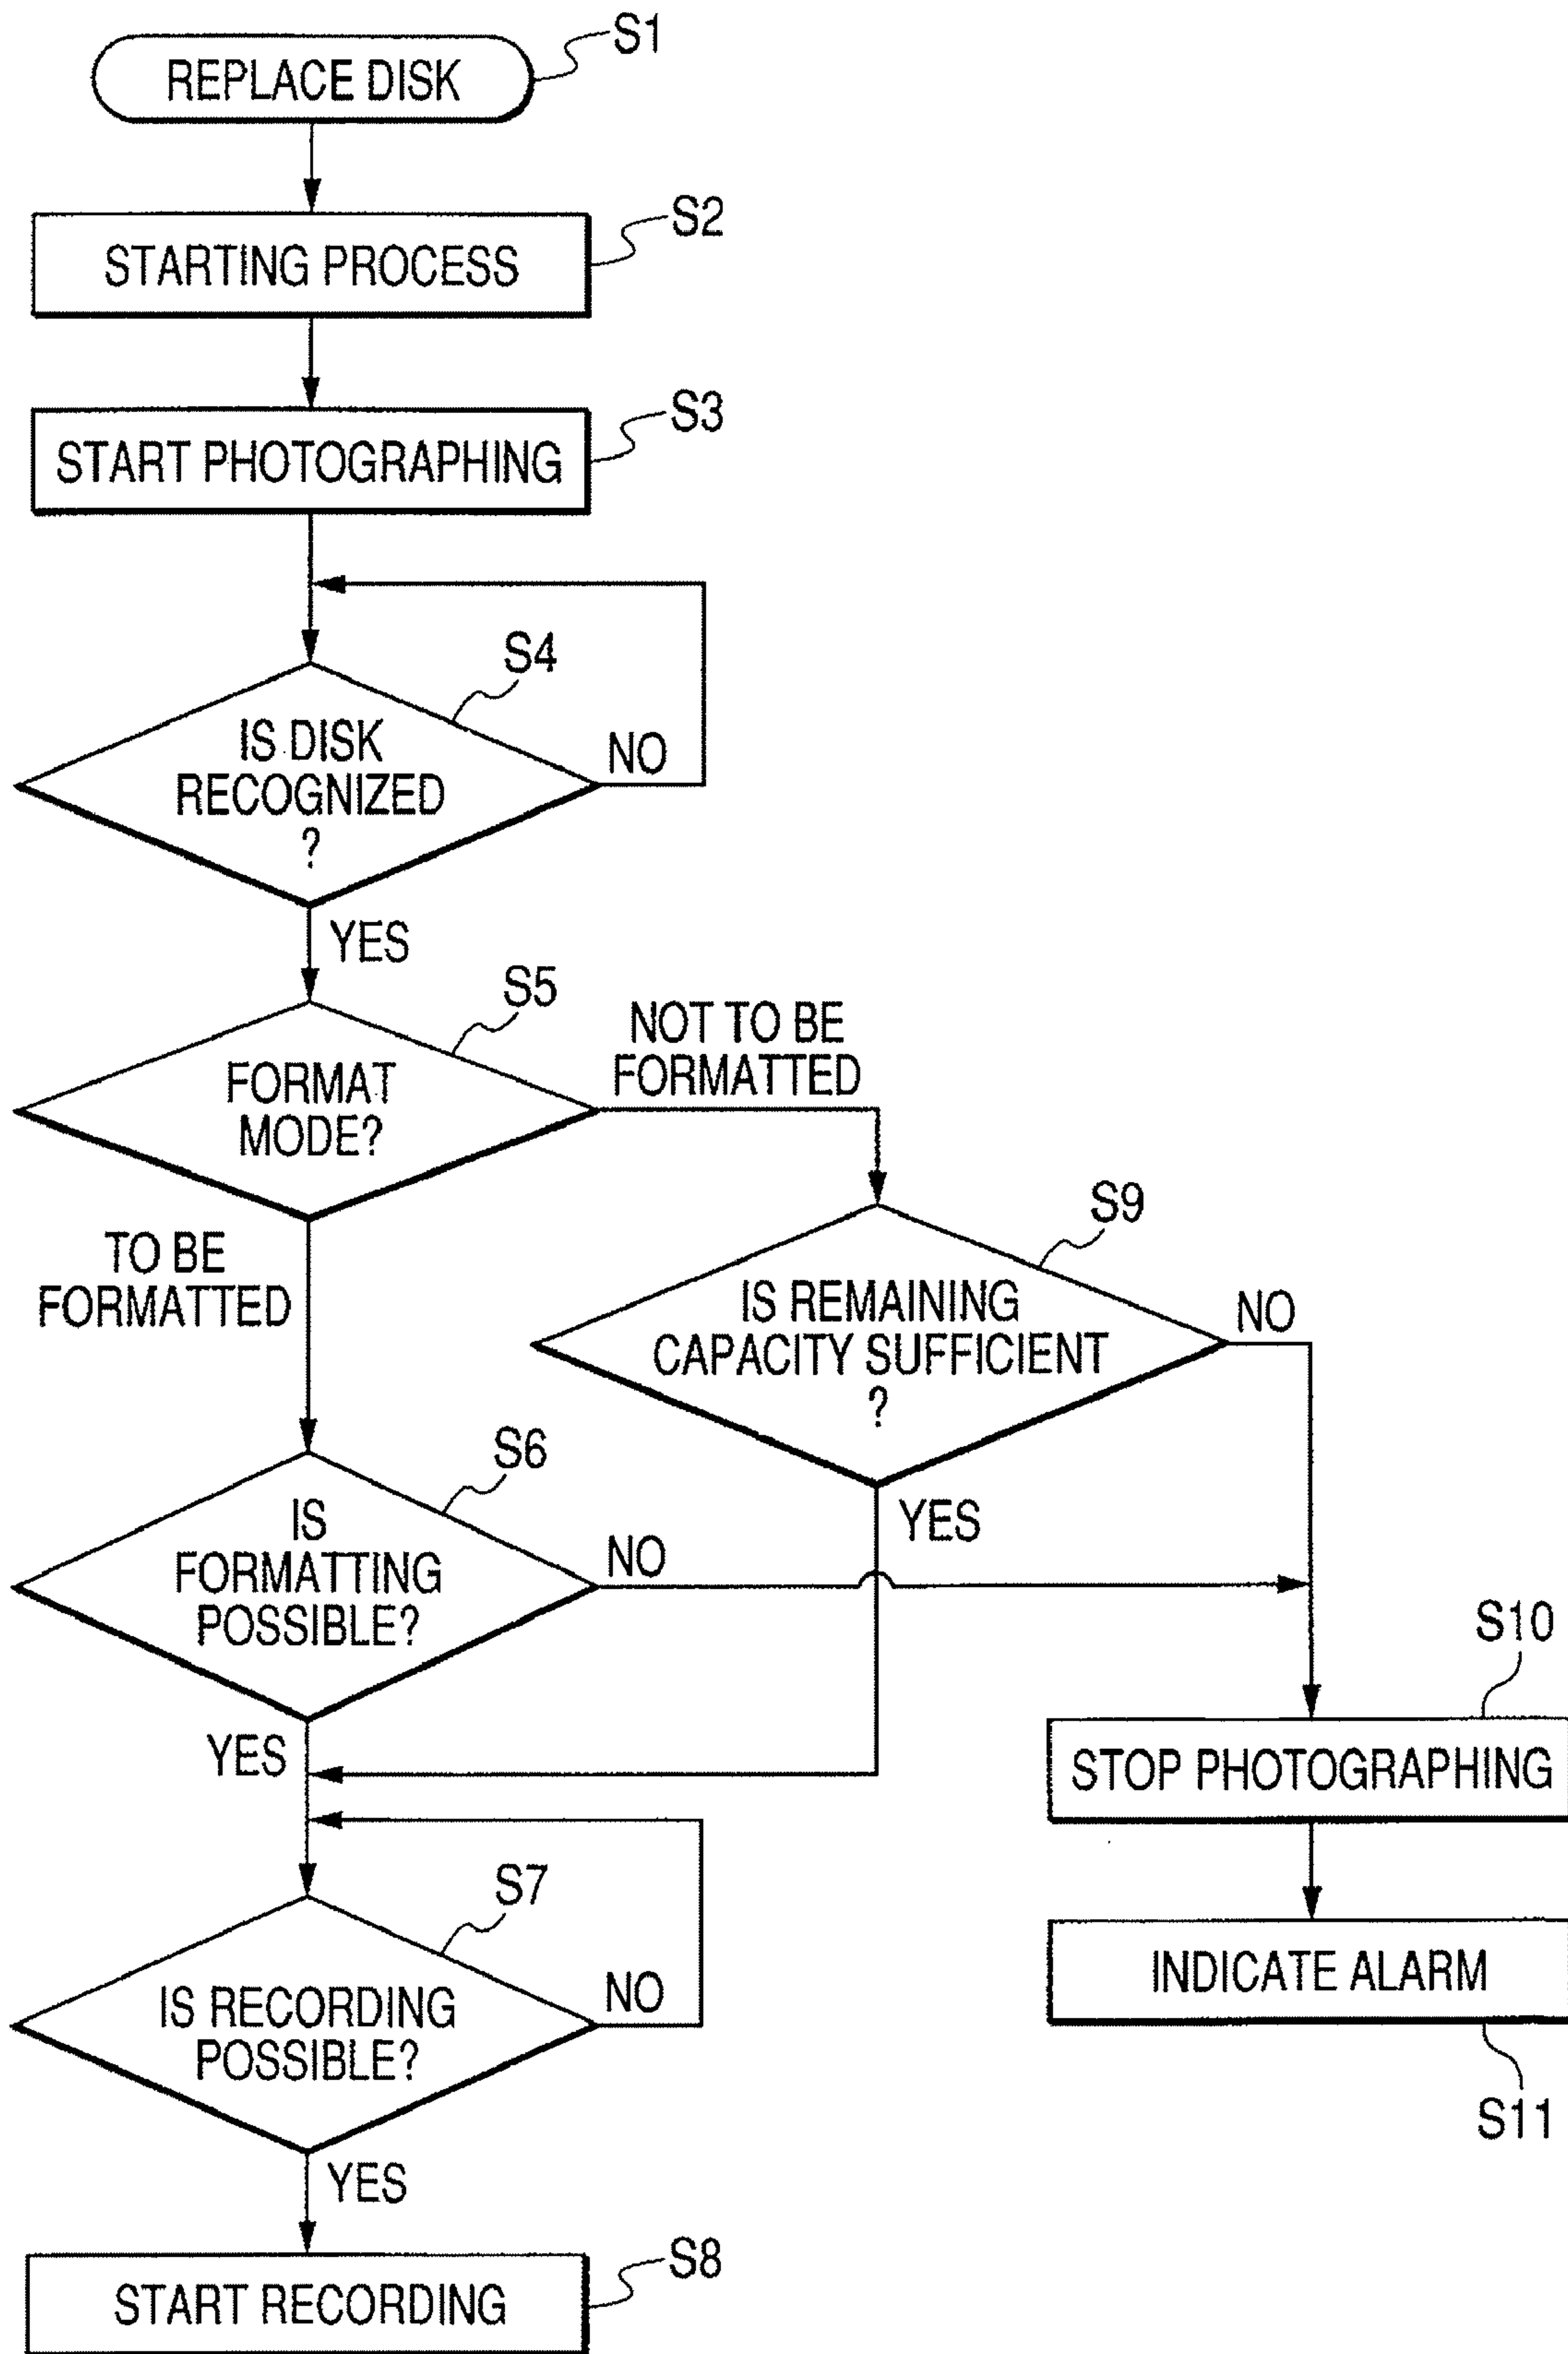 S1
REPLACE DISK
S2
STARTING PROCESS
S3
START PHOTOGRAPHING
S4
IS DISK
RECOGNIZED
?
NO
YES
S5
FORMAT
MODE?
NOT TO BE
FORMATTED
TO BE
FORMATTED
S9
IS REMAINING
CAPACITY SUFFICIENT
?
NO
YES
S6
IS
FORMATTING
POSSIBLE?
NO
YES
S10
STOP PHOTOGRAPHING
S7
IS RECORDING
POSSIBLE?
NO
YES
INDICATE ALARM
S11
S8
START RECORDING